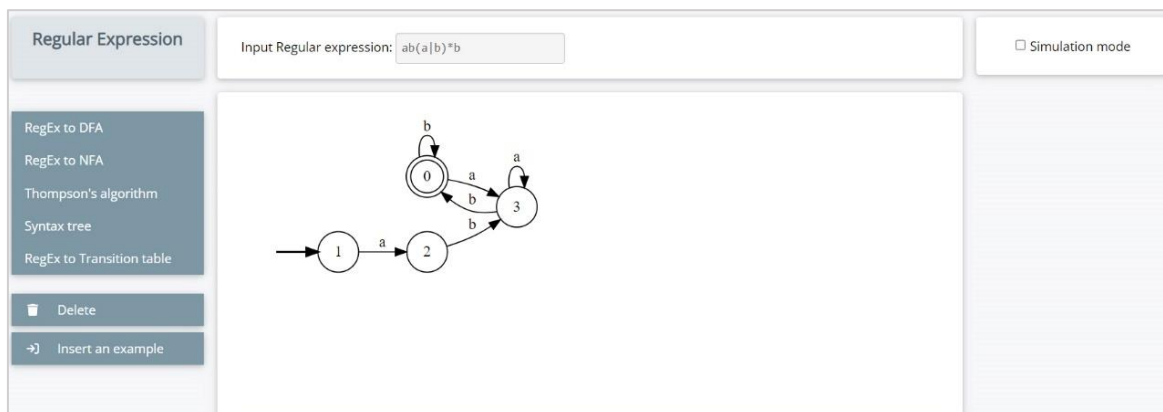 Regular Expression
Input Regular expression: ab(a|b)*b
Simulation mode
RegEx to DFA
RegEx to NFA
Thompson's algorithm
Syntax tree
RegEx to Transition table
Delete
Insert an example
b
a
0
a
b
3
b
1
a
2